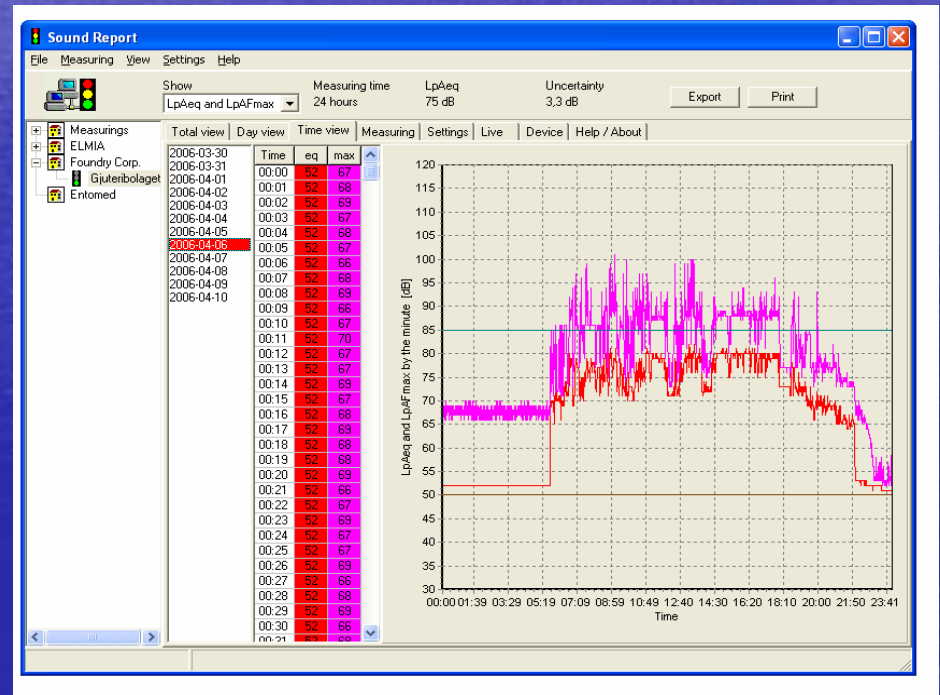 Sound Report
File Measuring View Settings Help
Show Measuring time LpAeq Uncertainty
LpAeq and LpAFmax 24 hours 75 dB 3,3 dB Export Print
Measurings
ELMIA
Foundry Corp.
Gjuteribolaget
Entomed
Total view Day view Time view Measuring Settings Live Device Help / About
2006-03-30
2006-03-31
2006-04-01
2006-04-02
2006-04-03
2006-04-04
2006-04-05
2006-04-06
2006-04-07
2006-04-08
2006-04-09
2006-04-10
Time eq max
00:00 52 67
00:01 52 68
00:02 52 69
00:03 52 67
00:04 52 68
00:05 52 67
00:06 52 66
00:07 52 68
00:08 52 69
00:09 52 66
00:10 52 67
00:11 52 70
00:12 52 67
00:13 52 67
00:14 52 69
00:15 52 67
00:16 52 68
00:17 52 69
00:18 52 68
00:19 52 68
00:20 52 69
00:21 52 66
00:22 52 67
00:23 52 69
00:24 52 67
00:25 52 67
00:26 52 69
00:27 52 66
00:28 52 68
00:29 52 69
00:30 52 66
00:31 52 68
LpAeq and LpAFmax by the minute [dB]
120
115
110
105
100
95
90
85
80
75
70
65
60
55
50
45
40
35
30
00:00 01:39 03:29 05:19 07:09 08:59 10:49 12:40 14:30 16:20 18:10 20:00 21:50 23:41
Time